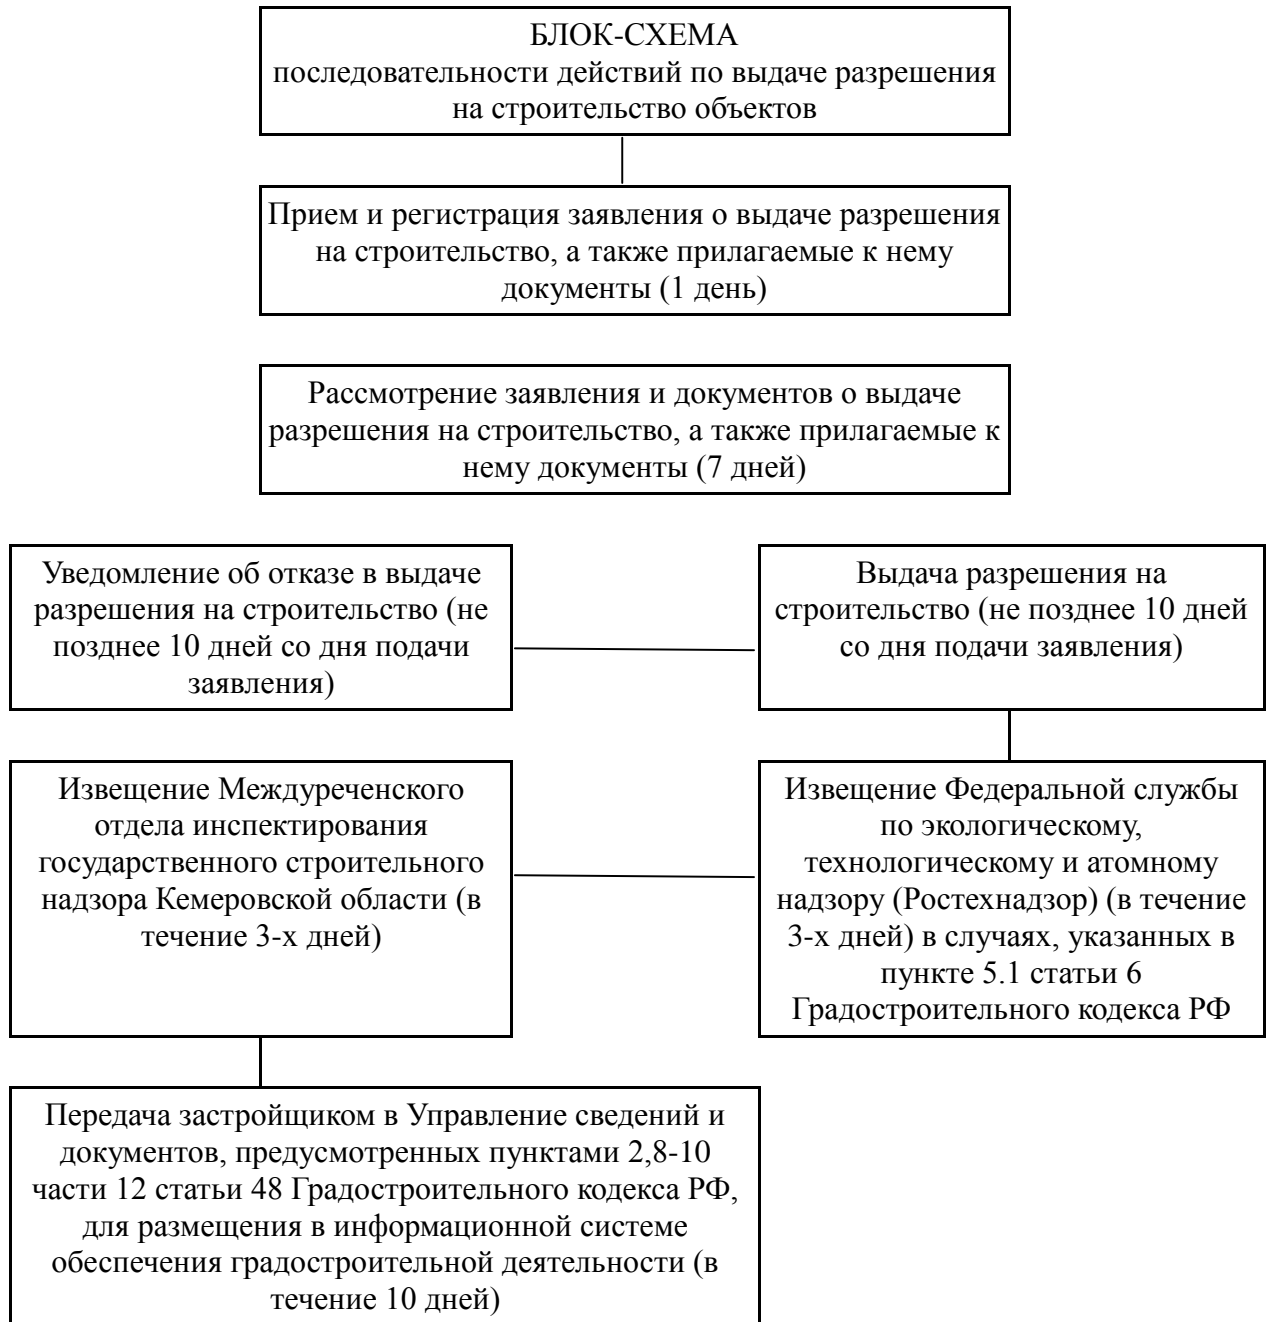 БЛОК-СХЕМА
последовательности действий по выдаче разрешения
на строительство объектов
Прием и регистрация заявления о выдаче разрешения
на строительство, а также прилагаемые к нему
документы (1 день)
Рассмотрение заявления и документов о выдаче
разрешения на строительство, а также прилагаемые к
нему документы (7 дней)
Уведомление об отказе в выдаче
разрешения на строительство (не
позднее 10 дней со дня подачи
заявления)
Выдача разрешения на
строительство (не позднее 10 дней
со дня подачи заявления)
Извещение Междуреченского
отдела инспектирования
государственного строительного
надзора Кемеровской области (в
течение 3-х дней)
Извещение Федеральной службы
по экологическому,
технологическому и атомному
надзору (Ростехнадзор) (в течение
3-х дней) в случаях, указанных в
пункте 5.1 статьи 6
Градостроительного кодекса РФ
Передача застройщиком в Управление сведений и
документов, предусмотренных пунктами 2,8-10
части 12 статьи 48 Градостроительного кодекса РФ,
для размещения в информационной системе
обеспечения градостроительной деятельности (в
течение 10 дней)